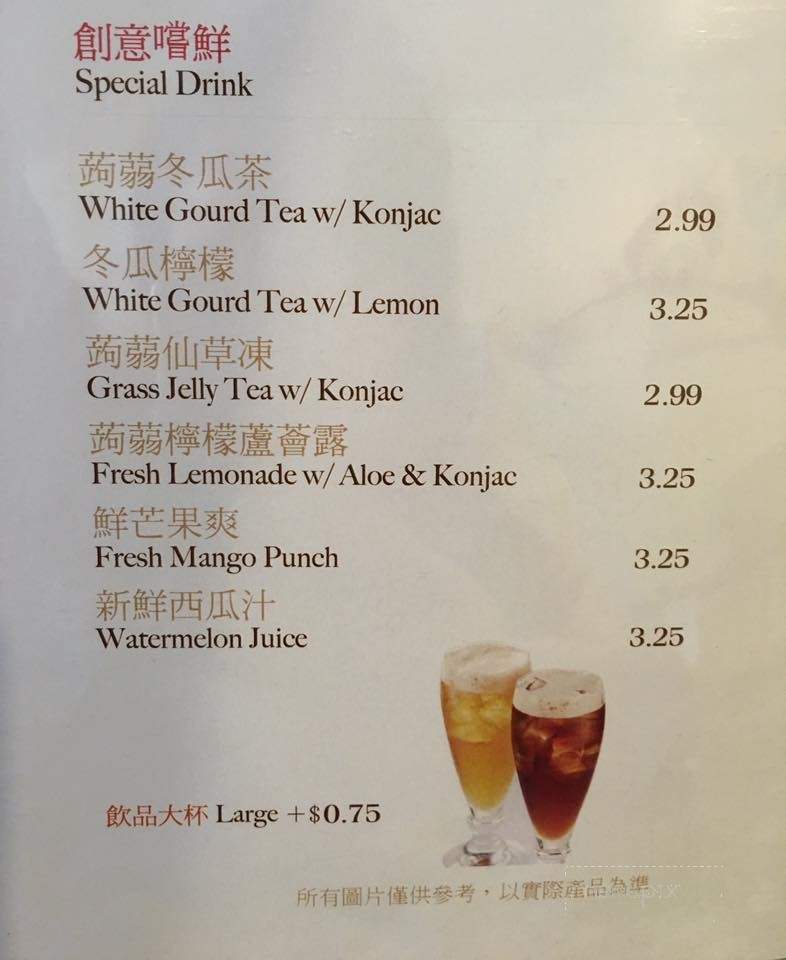 創意嚐鮮
Special Drink
蒟蒻冬瓜茶
White Gourd Tea w/ Konjac 2.99
冬瓜檸檬
White Gourd Tea w/ Lemon 3.25
蒟蒻仙草凍
Grass Jelly Tea w/ Konjac 2.99
蒟蒻檸檬蘆薈露
Fresh Lemonade w/ Aloe & Konjac 3.25
鮮芒果爽
Fresh Mango Punch 3.25
新鮮西瓜汁
Watermelon Juice 3.25
飲品大杯 Large +$0.75
所有圖片僅供參考，以實際產品為準